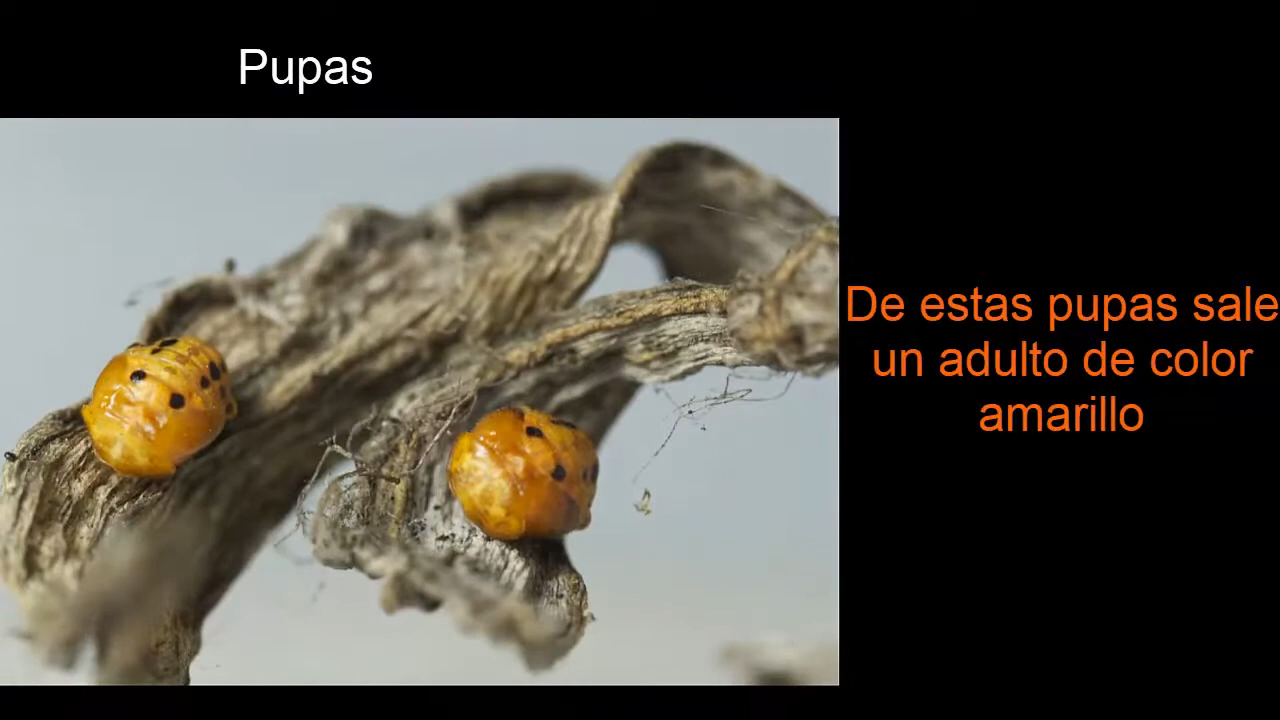 Pupas
De estas pupas sale
un adulto de color
amarillo